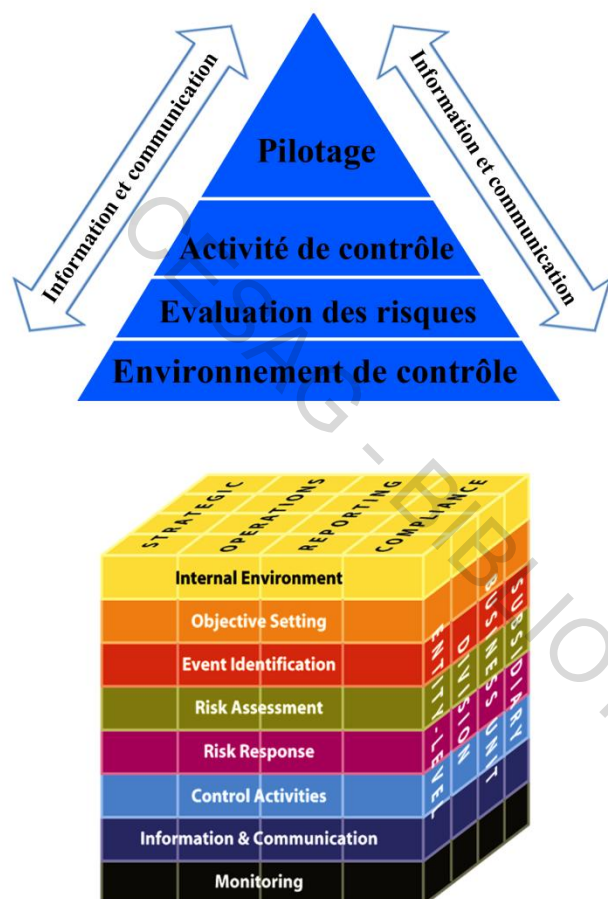 Information et communication
Information et communication
Pilotage
Activité de contrôle
Evaluation des risques
Environnement de contrôle
CESAG - BIBLIO
STRATEGIC
OPERATIONS
REPORTING
COMPLIANCE
Internal Environment
Objective Setting
Event Identification
Risk Assessment
Risk Response
Control Activities
Information & Communication
Monitoring
ENTITY-LEVEL
DIVISION
BUSINESS UNIT
SUBSIDIARY